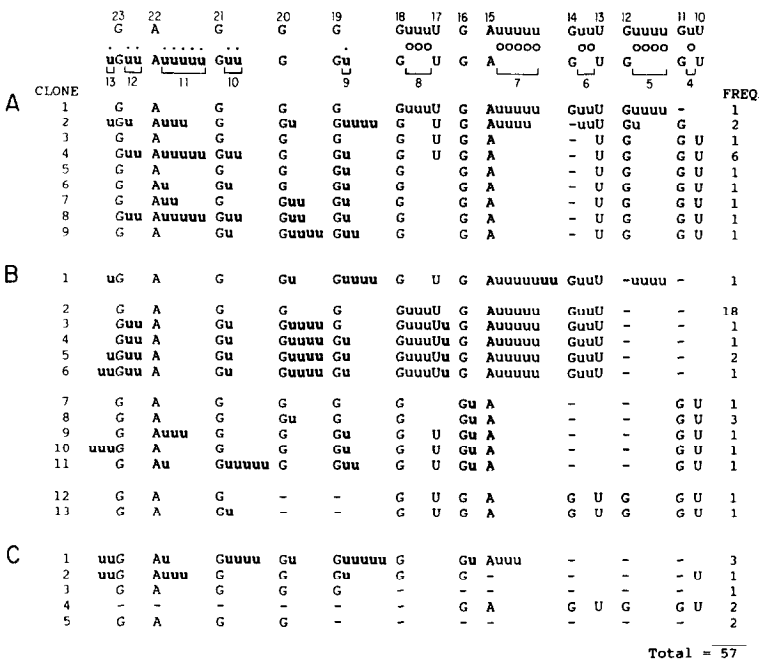 23 22 21 20 19 18 17 16 15 14 13 12 11 10
G A G G G GuuuU G Auuuuu GuuU Guuuu GuU
uGuu Auuuuu Guu G Gu G U G A G U G G U
13 12 11 10 9 8 7 6 5 4
CLONE FREQ.
A
1 G A G G G GuuuU G Auuuuu GuuU Guuuu - 1
2 uGu Auuu G Gu Guuuu G U G Auuuu -uuU Gu G 2
3 G A G G G G U G A - U G G U 1
4 Guu Auuuuu Guu G Gu G U G A - U G G U 6
5 G A G G Gu G G A - U G G U 1
6 G Au Gu G Gu G G A - U G G U 1
7 G Auu G Guu G G G A - U G G U 1
8 Guu Auuuuu Guu Guu Gu G G A - U G G U 1
9 G A Gu Guuuu Guu G G A - U G G U 1
B
1 uG A G Gu Guuuu G U G Auuuuuuu GuuU -uuuu - 1
2 G A G G G GuuuU G Auuuuu GuuU - - 18
3 Guu A Gu Guuuu G GuuuUu G Auuuuu GuuU - - 1
4 Guu A Gu Guuuu Gu GuuuUu G Auuuuu GuuU - - 1
5 uGuu A Gu Guuuu Gu GuuuUu G Auuuuu GuuU - - 2
6 uuGuu A Gu Guuuu Gu GuuuUu G Auuuuu GuuU - - 1
7 G A G G G G Gu A - - - G U 1
8 G A G Gu G G Gu A - - - G U 3
9 G Auuu G G Gu G U Gu A - - - G U 1
10 uuuG A G G Gu G U Gu A - - - G U 1
11 G Au Guuuuu G Guu G U Gu A - - - G U 1
12 G A G - - G U G A G U G G U 1
13 G A Gu - - G U G A G U G G U 1
C
1 uuG Au Guuuu Gu Guuuuu G Gu Auuu - - - - - 3
2 uuG Auuu G G Gu G G - - - - - U 1
3 G A G G G - - - - - - - - 1
4 - - - - - - G A G U G G U 2
5 G A G G - - - - - - - - - 2
Total = 57